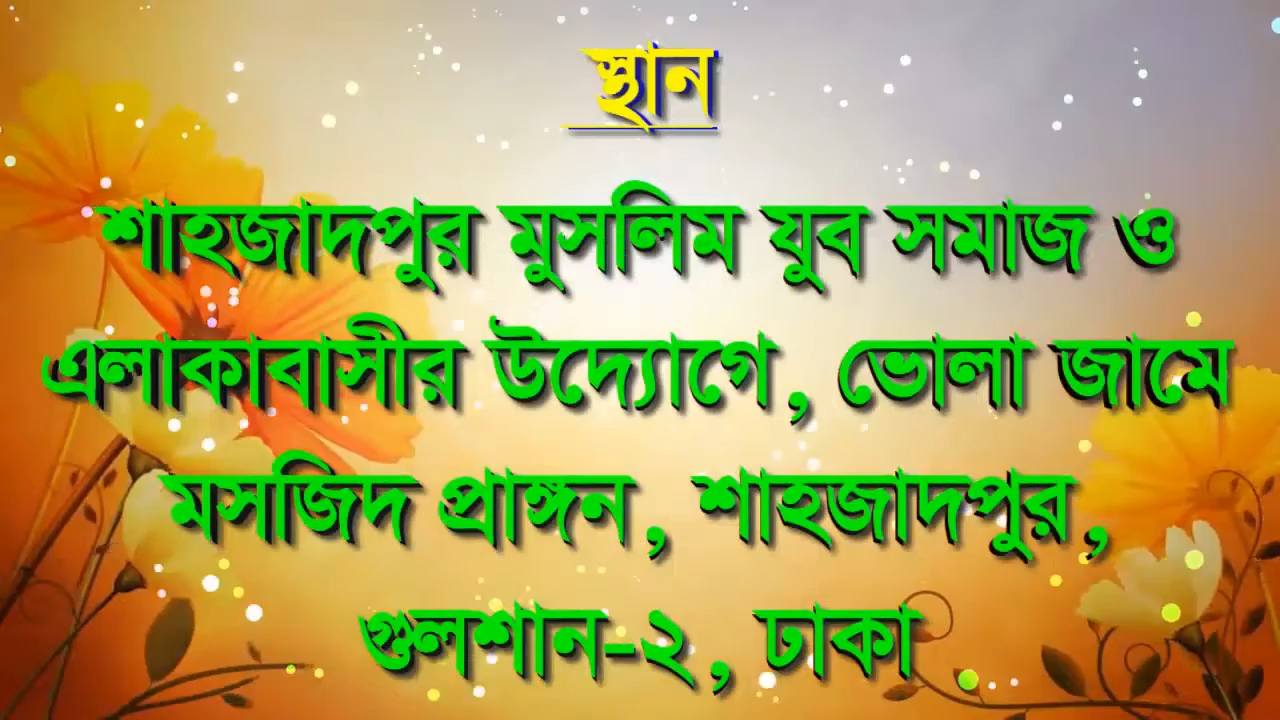 স্থান
শাহজাদপুর মুসলিম যুব সমাজ ও
এলাকাবাসীর উদ্যোগে, ভোলা জামে
মসজিদ প্রাঙ্গন, শাহজাদপুর,
গুলশান-২, ঢাকা